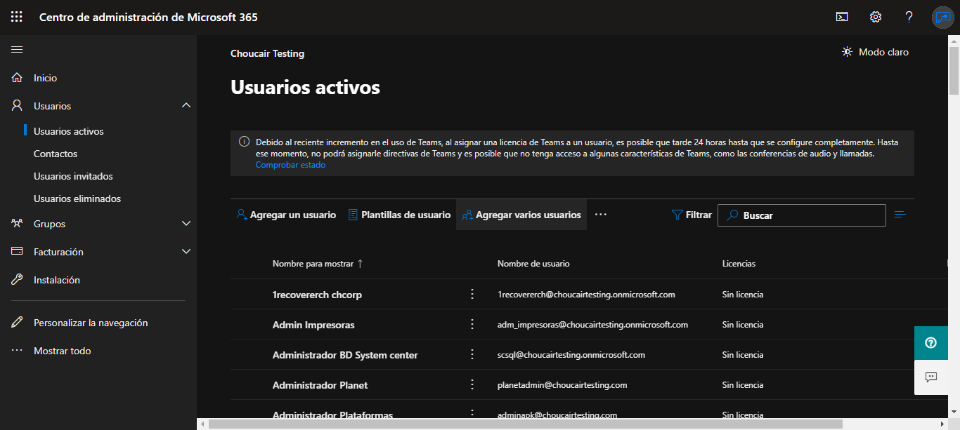 Centro de administración de Microsoft 365
Choucair Testing
Modo claro
Usuarios activos
Inicio
Usuarios
Usuarios activos
Contactos
Usuarios invitados
Usuarios eliminados
Grupos
Facturación
Instalación
Personalizar la navegación
Mostrar todo
Debido al reciente incremento en el uso de Teams, al asignar una licencia de Teams a un usuario, es posible que tarde 24 horas hasta que se configure completamente. Hasta
ese momento, no podrá asignarle directivas de Teams y es posible que no tenga acceso a algunas características de Teams, como las conferencias de audio y llamadas.
Comprobar estado
Agregar un usuario Plantillas de usuario Agregar varios usuarios Filtrar Buscar
Nombre para mostrar ↑ Nombre de usuario Licencias
1recovererch chcorp 1recovererch@choucairtesting.onmicrosoft.com Sin licencia
Admin Impresoras adm_impresoras@choucairtesting.onmicrosoft.com Sin licencia
Administrador BD System center scsql@choucairtesting.onmicrosoft.com Sin licencia
Administrador Planet planetadmin@choucairtesting.com Sin licencia
Administrador Plataformas adminapk@choucairtesting.com Sin licencia